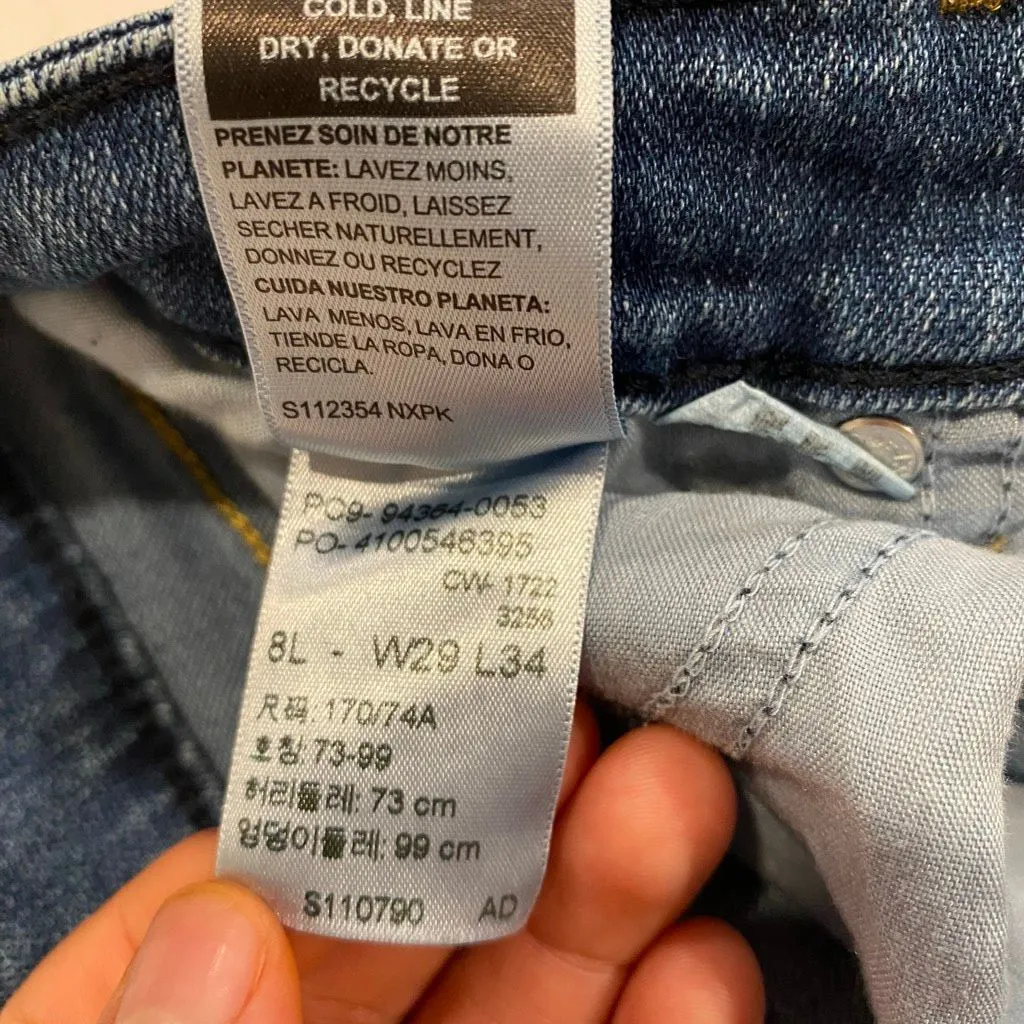 COLD, LINE
DRY, DONATE OR
RECYCLE
PRENEZ SOIN DE NOTRE
PLANETE: LAVEZ MOINS,
LAVEZ A FROID, LAISSEZ
SECHER NATURELLEMENT,
DONNEZ OU RECYCLEZ
CUIDA NUESTRO PLANETA:
LAVA MENOS, LAVA EN FRIO,
TIENDE LA ROPA, DONA O
RECICLA.
S112354 NXPK
PC9- 94364-0053
PO- 4100546395
CW- 1722
3256
8L - W29 L34
尺码: 170/74A
호칭 73-99
허리둘레: 73 cm
엉덩이둘레: 99 cm
S110790 AD